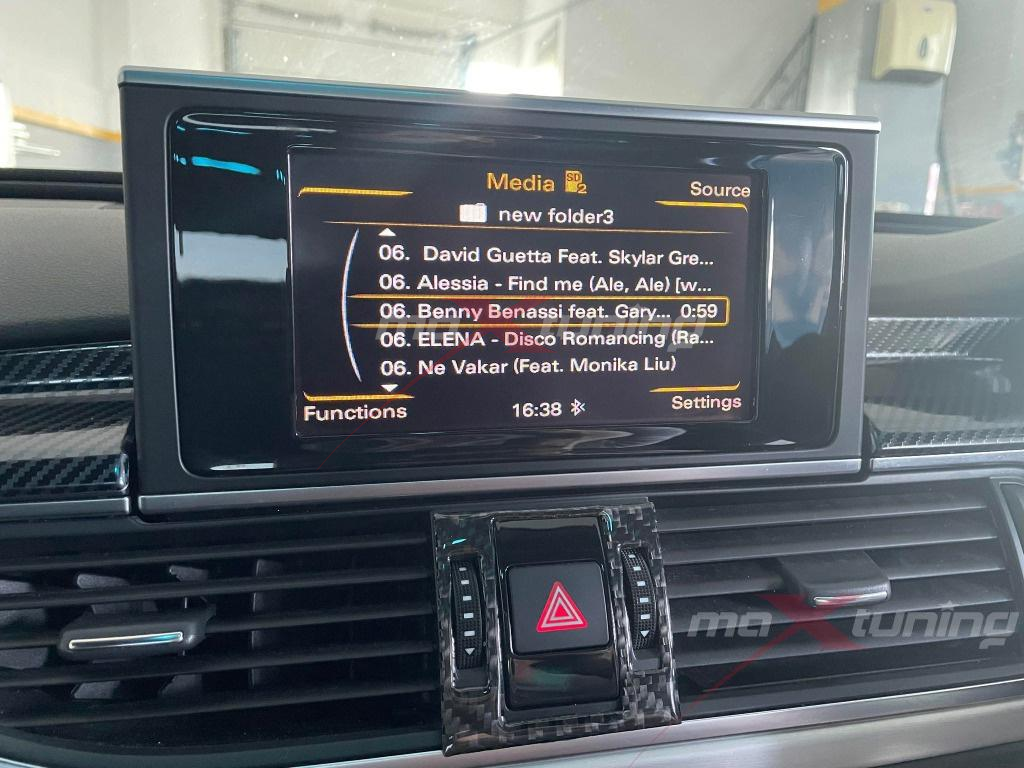 Media SD 2
Source
new folder3
06. David Guetta Feat. Skylar Gre...
06. Alessia - Find me (Ale, Ale) [w...
06. Benny Benassi feat. Gary... 0:59
06. ELENA - Disco Romancing (Ra...
06. Ne Vakar (Feat. Monika Liu)
Functions
16:38
Settings
maXtuning
maXtuning